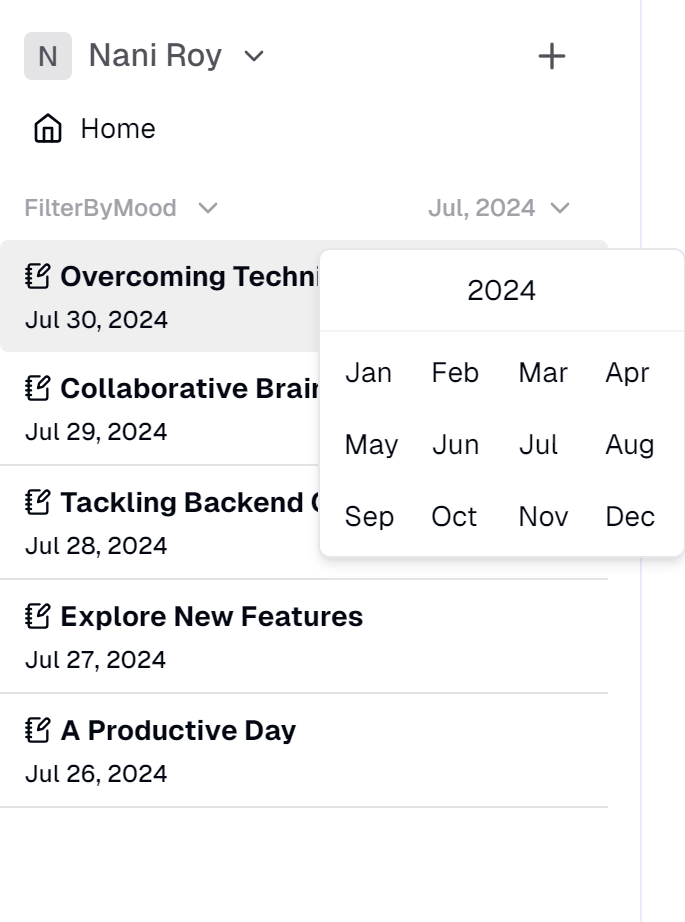 N Nani Roy
Home
FilterByMood Jul, 2024
Overcoming
Jul 30, 2024
Collaborative
Jul 29, 2024
Tackling Backend
Jul 28, 2024
Explore New Features
Jul 27, 2024
A Productive Day
Jul 26, 2024
2024
Jan Feb Mar Apr
May Jun Jul Aug
Sep Oct Nov Dec